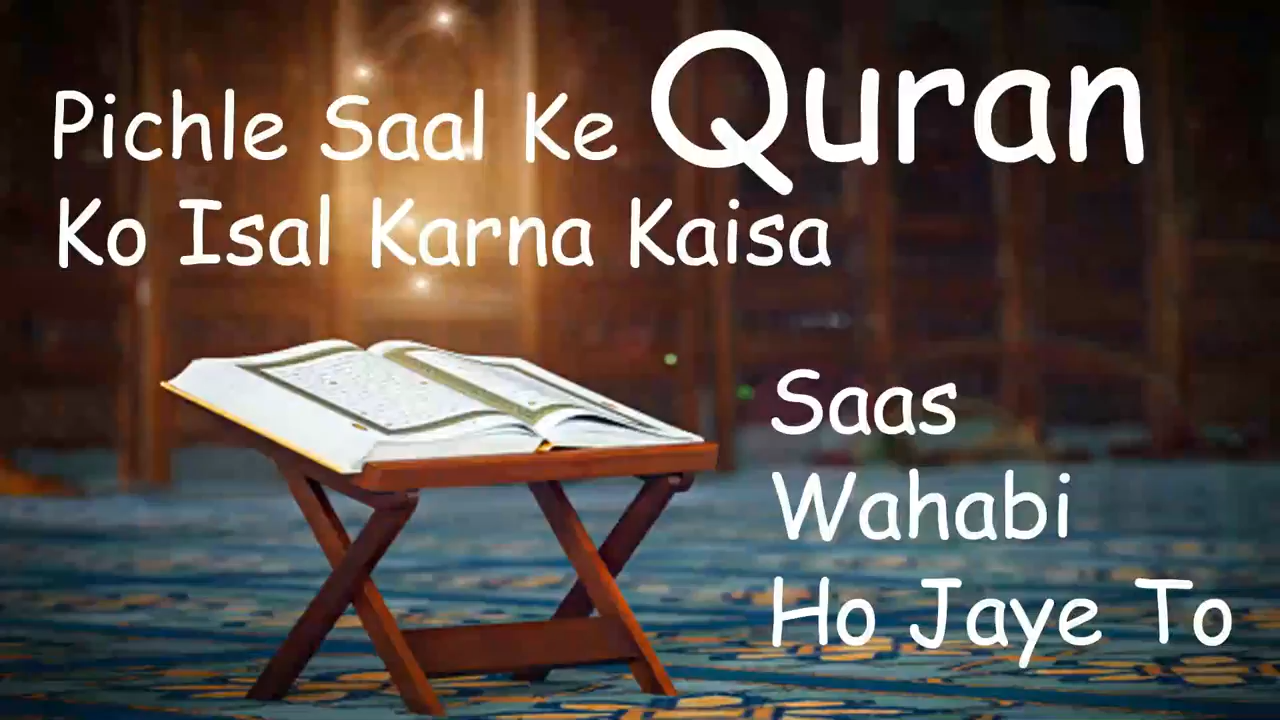 Pichle Saal Ke Quran
Ko Isal Karna Kaisa
Saas
Wahabi
Ho Jaye To